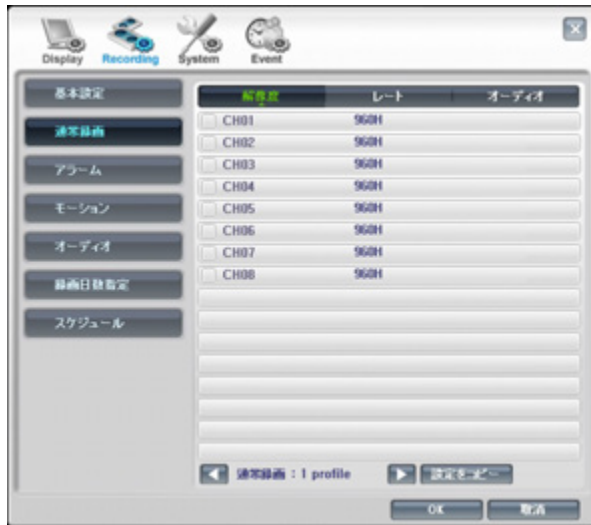 Display Recording System Event
基本設定
通常録画
アラーム
モーション
オーディオ
録画日数指定
スケジュール
解像度 レート オーディオ
CH01 960H
CH02 960H
CH03 960H
CH04 960H
CH05 960H
CH06 960H
CH07 960H
CH08 960H
通常録画 : 1 profile 設定をコピー
OK 取消